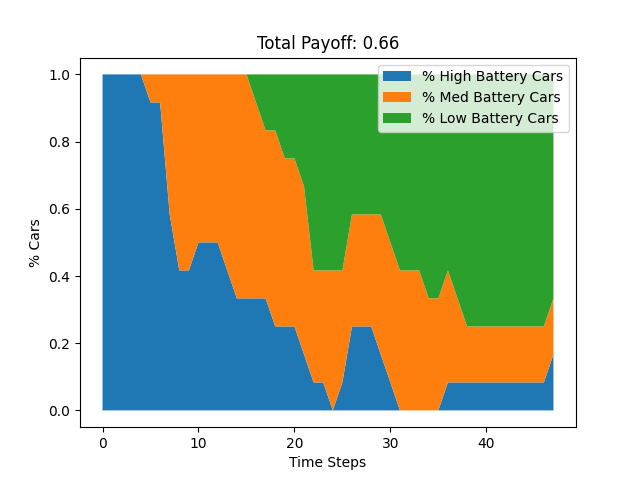 Total Payoff: 0.66
% High Battery Cars
% Med Battery Cars
% Low Battery Cars
1.0
0.8
0.6
0.4
0.2
0.0
% Cars
0 10 20 30 40
Time Steps